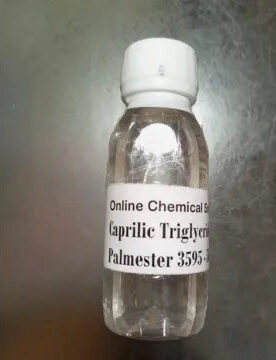 Online Chemical
Caprilic
Palmester 3595 -